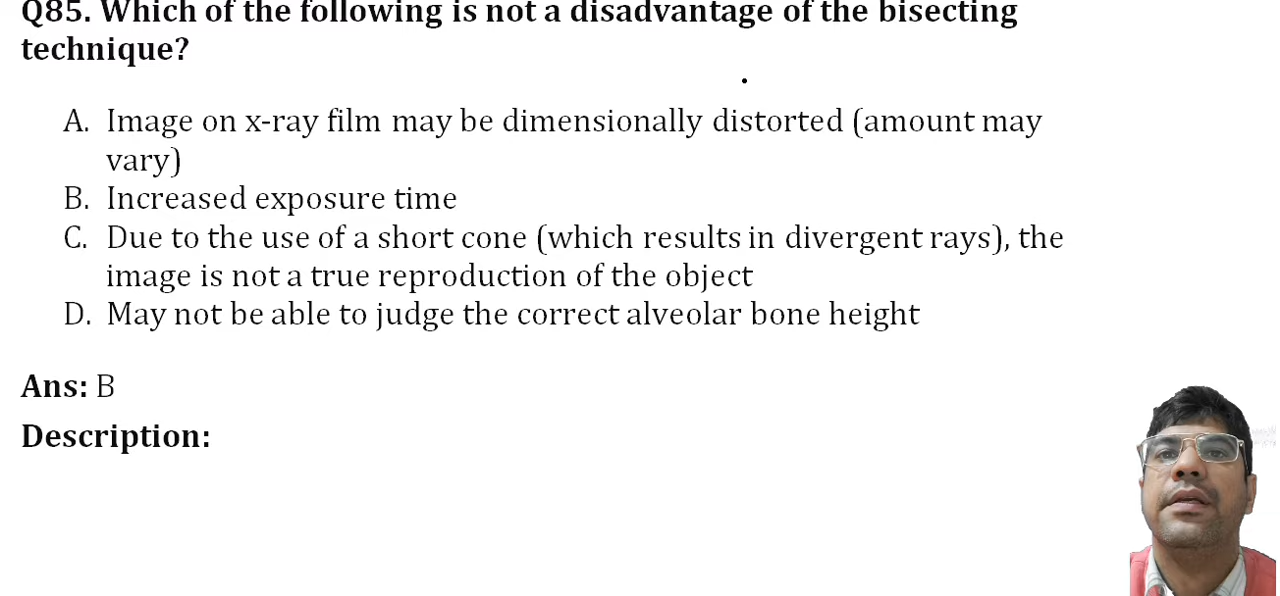 Q85. Which of the following is not a disadvantage of the bisecting
technique?
A. Image on x-ray film may be dimensionally distorted (amount may
vary)
B. Increased exposure time
C. Due to the use of a short cone (which results in divergent rays), the
image is not a true reproduction of the object
D. May not be able to judge the correct alveolar bone height
Ans: B
Description: